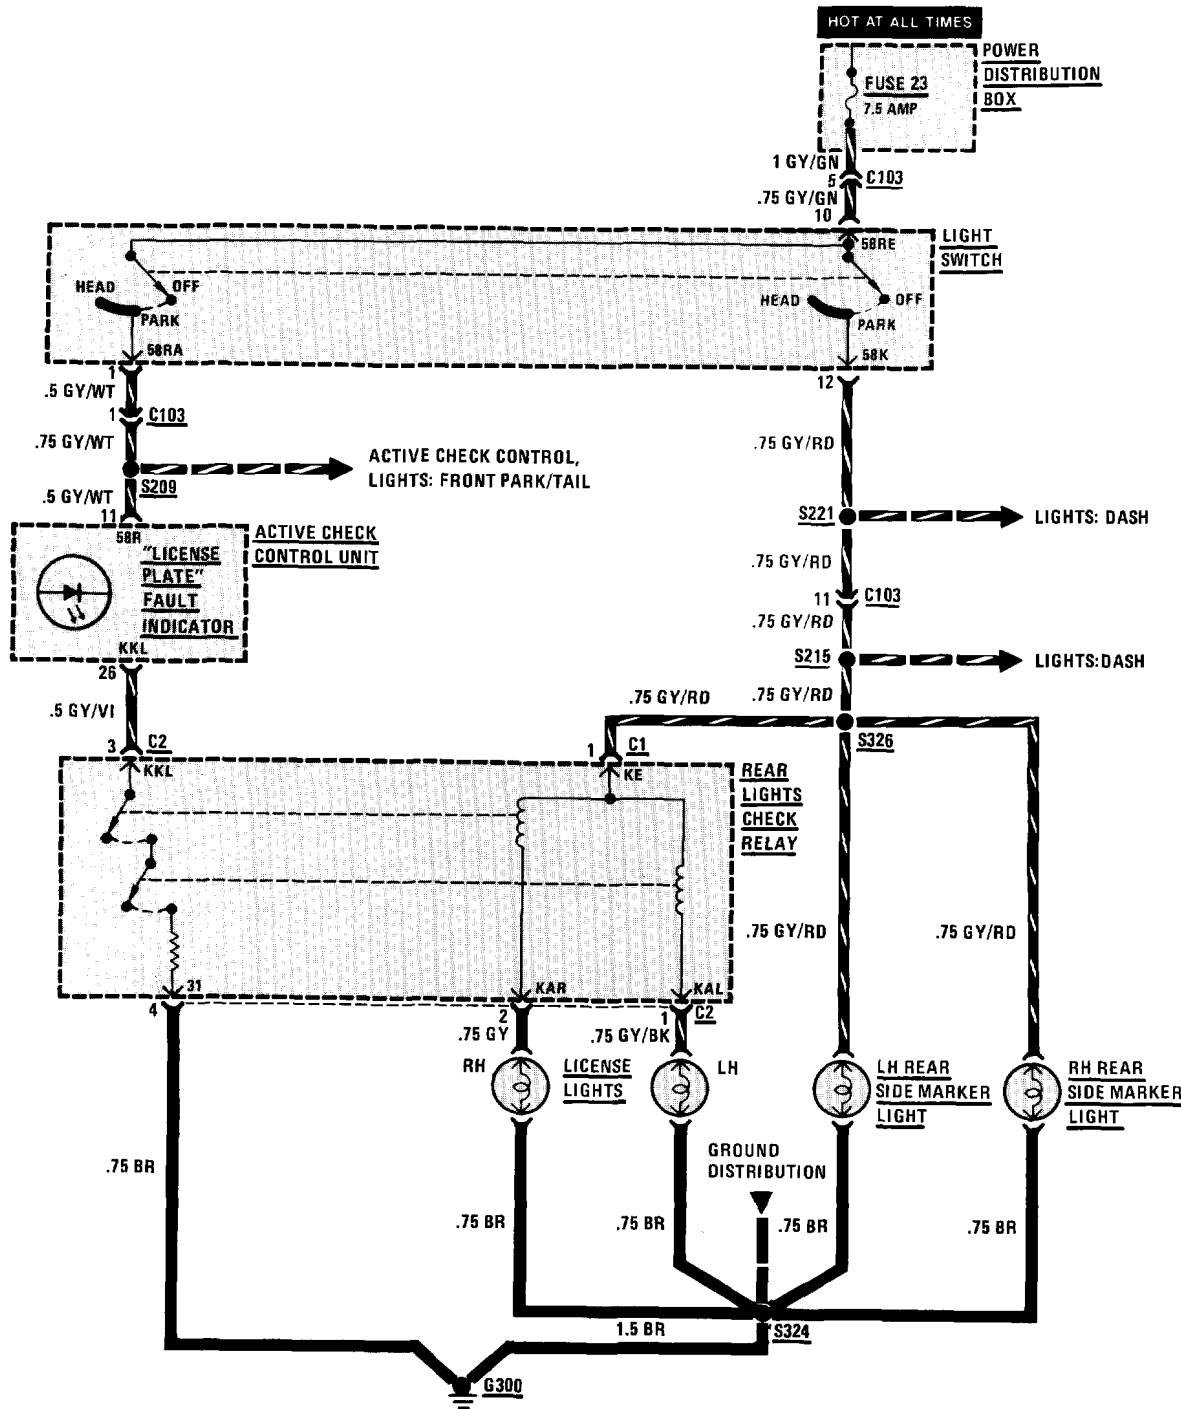 HOT AT ALL TIMES
POWER
DISTRIBUTION
BOX
FUSE 23
7.5 AMP
1 GY/GN
5
C103
.75 GY/GN
10
58RE
LIGHT
SWITCH
HEAD
OFF
PARK
58RA
HEAD
OFF
PARK
58K
1
.5 GY/WT
1
C103
.75 GY/WT
S209
ACTIVE CHECK CONTROL,
LIGHTS: FRONT PARK/TAIL
.5 GY/WT
11
12
.75 GY/RD
S221
LIGHTS: DASH
58R
"LICENSE
PLATE"
FAULT
INDICATOR
ACTIVE CHECK
CONTROL UNIT
KKL
26
.75 GY/RD
11
C103
.75 GY/RD
S215
LIGHTS:DASH
.75 GY/RD
.5 GY/VI
3
C2
.75 GY/RD
1
C1
S326
KKL
KE
REAR
LIGHTS
CHECK
RELAY
.75 GY/RD
.75 GY/RD
31
KAR
KAL
4
2
1
C2
.75 GY
.75 GY/BK
RH
LICENSE
LIGHTS
LH
LH REAR
SIDE MARKER
LIGHT
RH REAR
SIDE MARKER
LIGHT
GROUND
DISTRIBUTION
.75 BR
.75 BR
.75 BR
.75 BR
.75 BR
1.5 BR
S324
G300